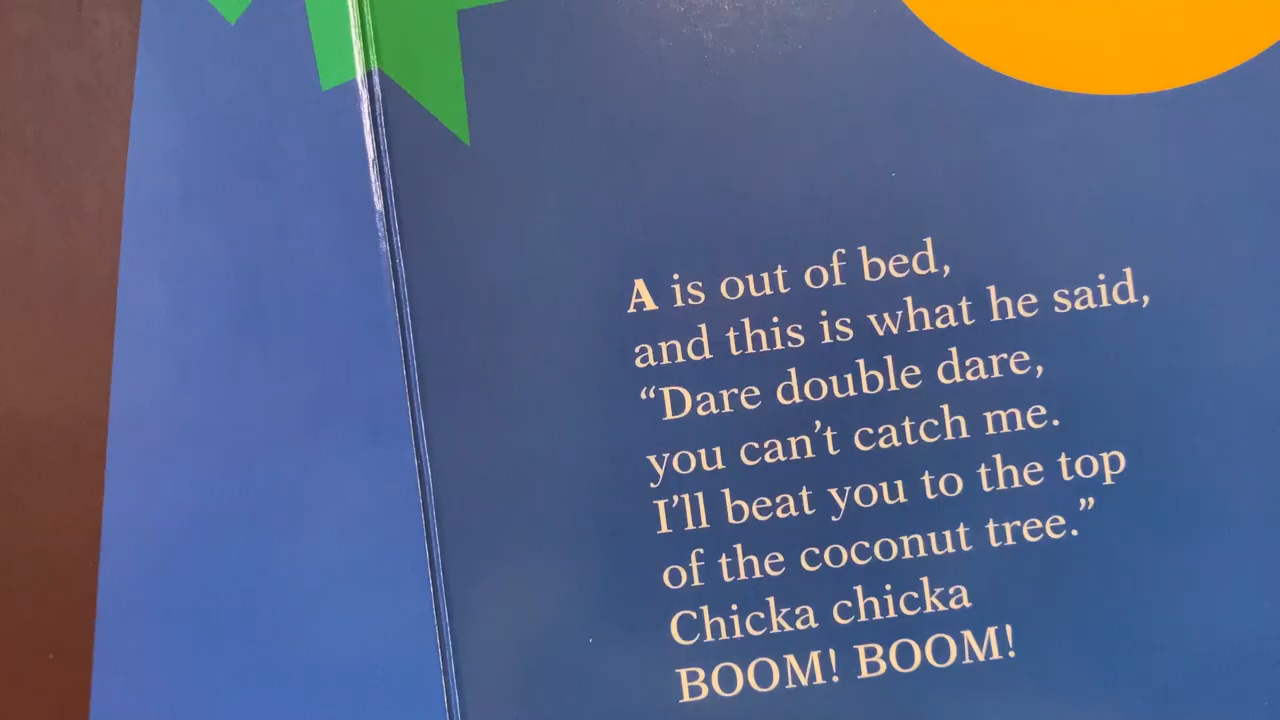 A is out of bed,
and this is what he said,
“Dare double dare,
you can’t catch me.
I’ll beat you to the top
of the coconut tree.”
Chicka chicka
BOOM! BOOM!